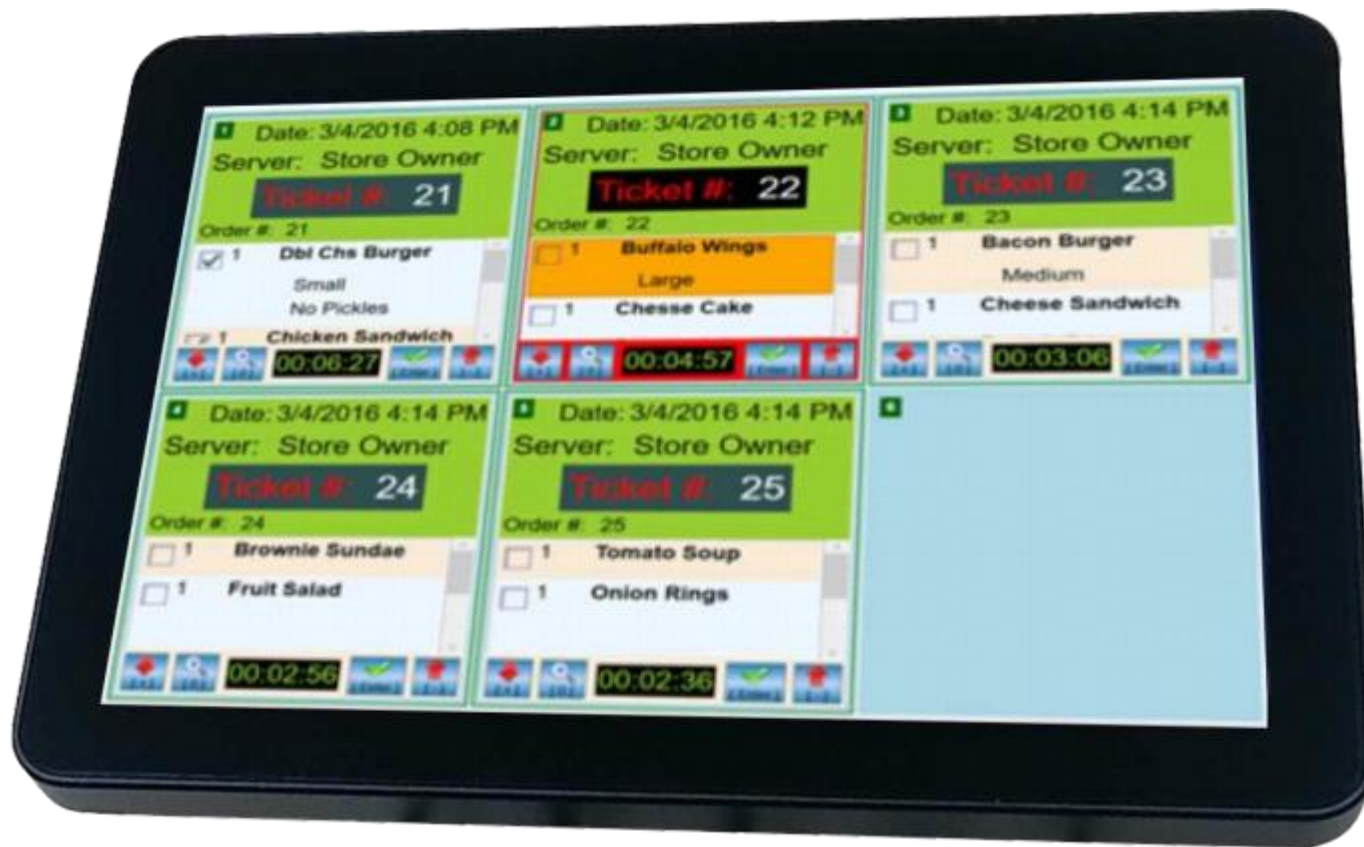 1 Date: 3/4/2016 4:08 PM
Server: Store Owner
Ticket #: 21
Order #: 21
1 Dbl Chs Burger
Small
No Pickles
1 Chicken Sandwich
00:06:27
2 Date: 3/4/2016 4:12 PM
Server: Store Owner
Ticket #: 22
Order #: 22
1 Buffalo Wings
Large
1 Chesse Cake
00:04:57
3 Date: 3/4/2016 4:14 PM
Server: Store Owner
Ticket #: 23
Order #: 23
1 Bacon Burger
Medium
1 Cheese Sandwich
00:03:06
4 Date: 3/4/2016 4:14 PM
Server: Store Owner
Ticket #: 24
Order #: 24
1 Brownie Sundae
1 Fruit Salad
00:02:56
5 Date: 3/4/2016 4:14 PM
Server: Store Owner
Ticket #: 25
Order #: 25
1 Tomato Soup
1 Onion Rings
00:02:36
6